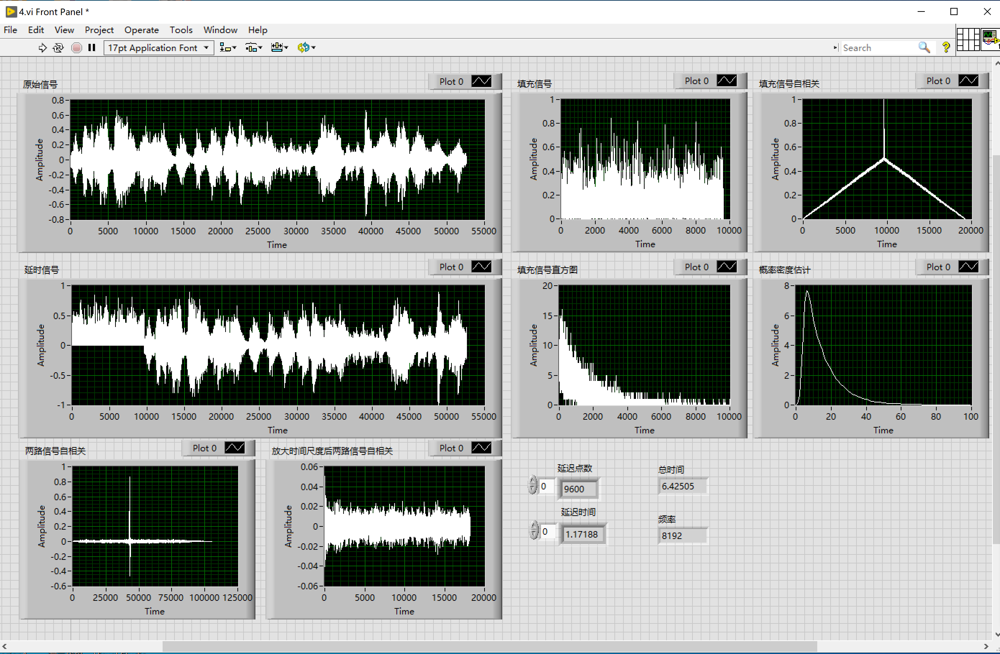 4.vi Front Panel *
File Edit View Project Operate Tools Window Help
17pt Application Font
Search
原始信号
Plot 0
0.8
0.6
0.4
0.2
0
-0.2
-0.4
-0.6
-0.8
Amplitude
0 5000 10000 15000 20000 25000 30000 35000 40000 45000 50000 55000
Time
填充信号
Plot 0
1
0.8
0.6
0.4
0.2
0
Amplitude
0 2000 4000 6000 8000 10000
Time
填充信号自相关
Plot 0
1
0.8
0.6
0.4
0.2
0
Amplitude
0 5000 10000 15000 20000
Time
延时信号
Plot 0
1
0.5
0
-0.5
-1
Amplitude
0 5000 10000 15000 20000 25000 30000 35000 40000 45000 50000 55000
Time
填充信号直方图
Plot 0
20
15
10
5
0
Amplitude
0 2000 4000 6000 8000 10000
Time
概率密度估计
Plot 0
8
6
4
2
0
Amplitude
0 20 40 60 80 100
Time
两路信号自相关
Plot 0
1
0.8
0.6
0.4
0.2
0
-0.2
-0.4
-0.6
Amplitude
0 25000 50000 75000 100000 125000
Time
放大时间尺度后两路信号自相关
Plot 0
0.06
0.04
0.02
0
-0.02
-0.04
-0.06
Amplitude
0 5000 10000 15000 20000
Time
延迟点数
0 9600
总时间
6.42505
延迟时间
0 1.17188
频率
8192